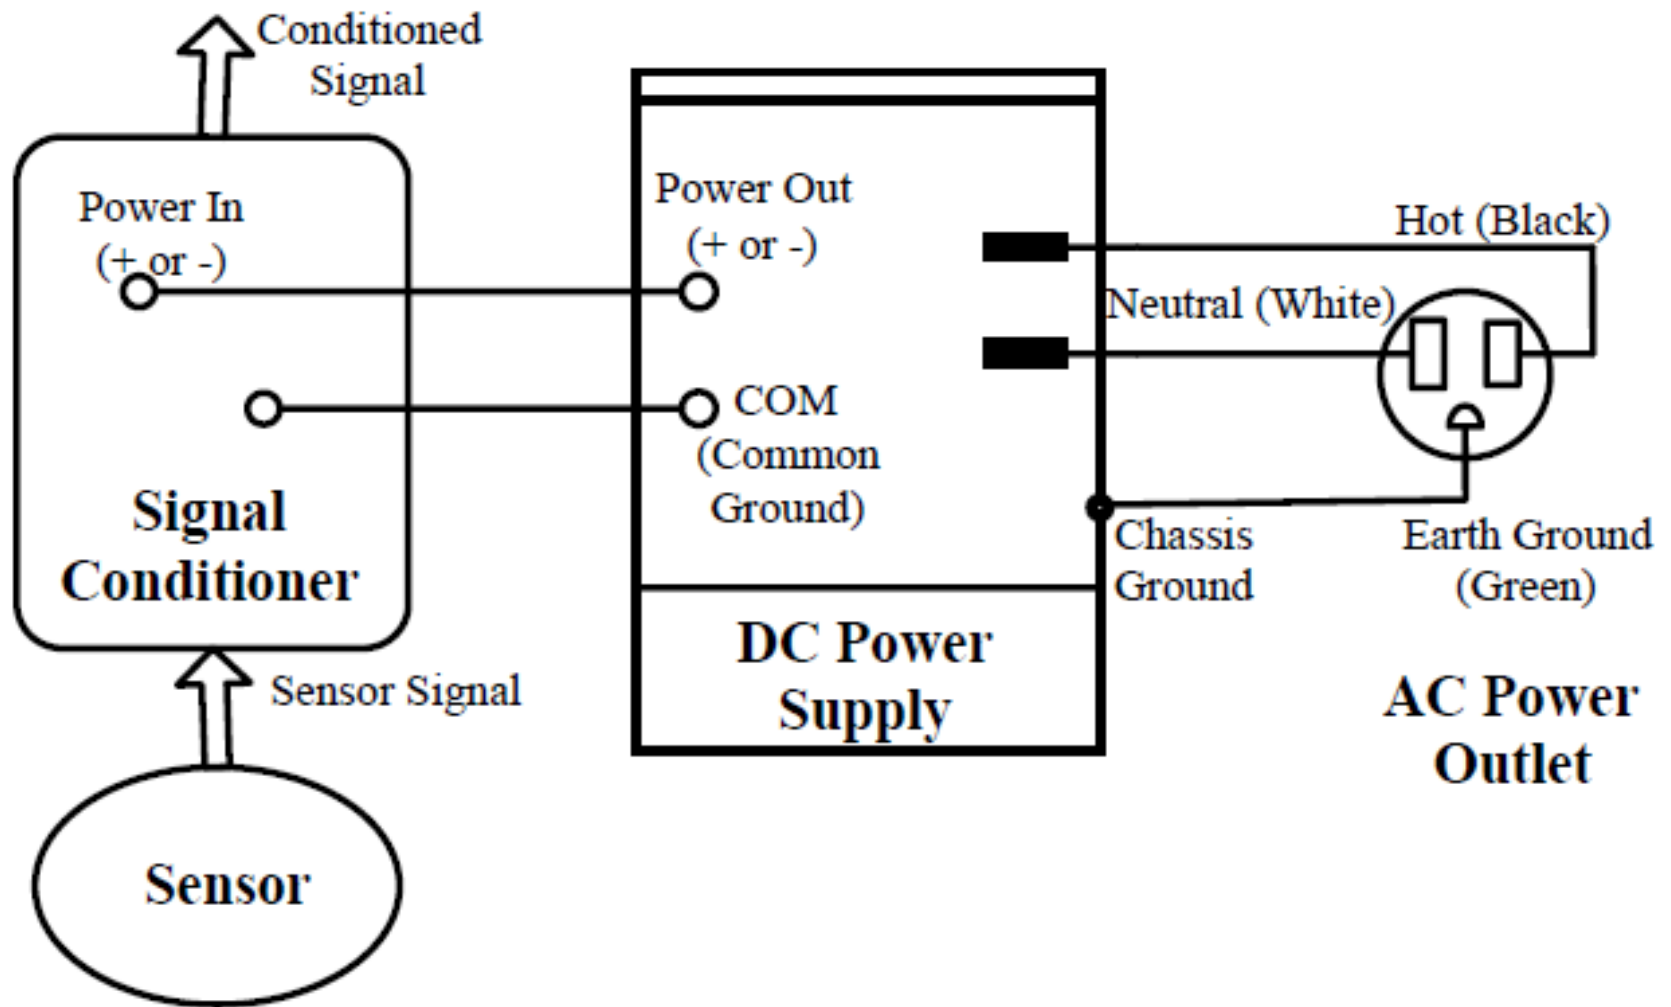 Conditioned
Signal
Power In
(+ or -)
Signal
Conditioner
Sensor Signal
Sensor
Power Out
(+ or -)
COM
(Common
Ground)
DC Power
Supply
Hot (Black)
Neutral (White)
Chassis
Ground
Earth Ground
(Green)
AC Power
Outlet